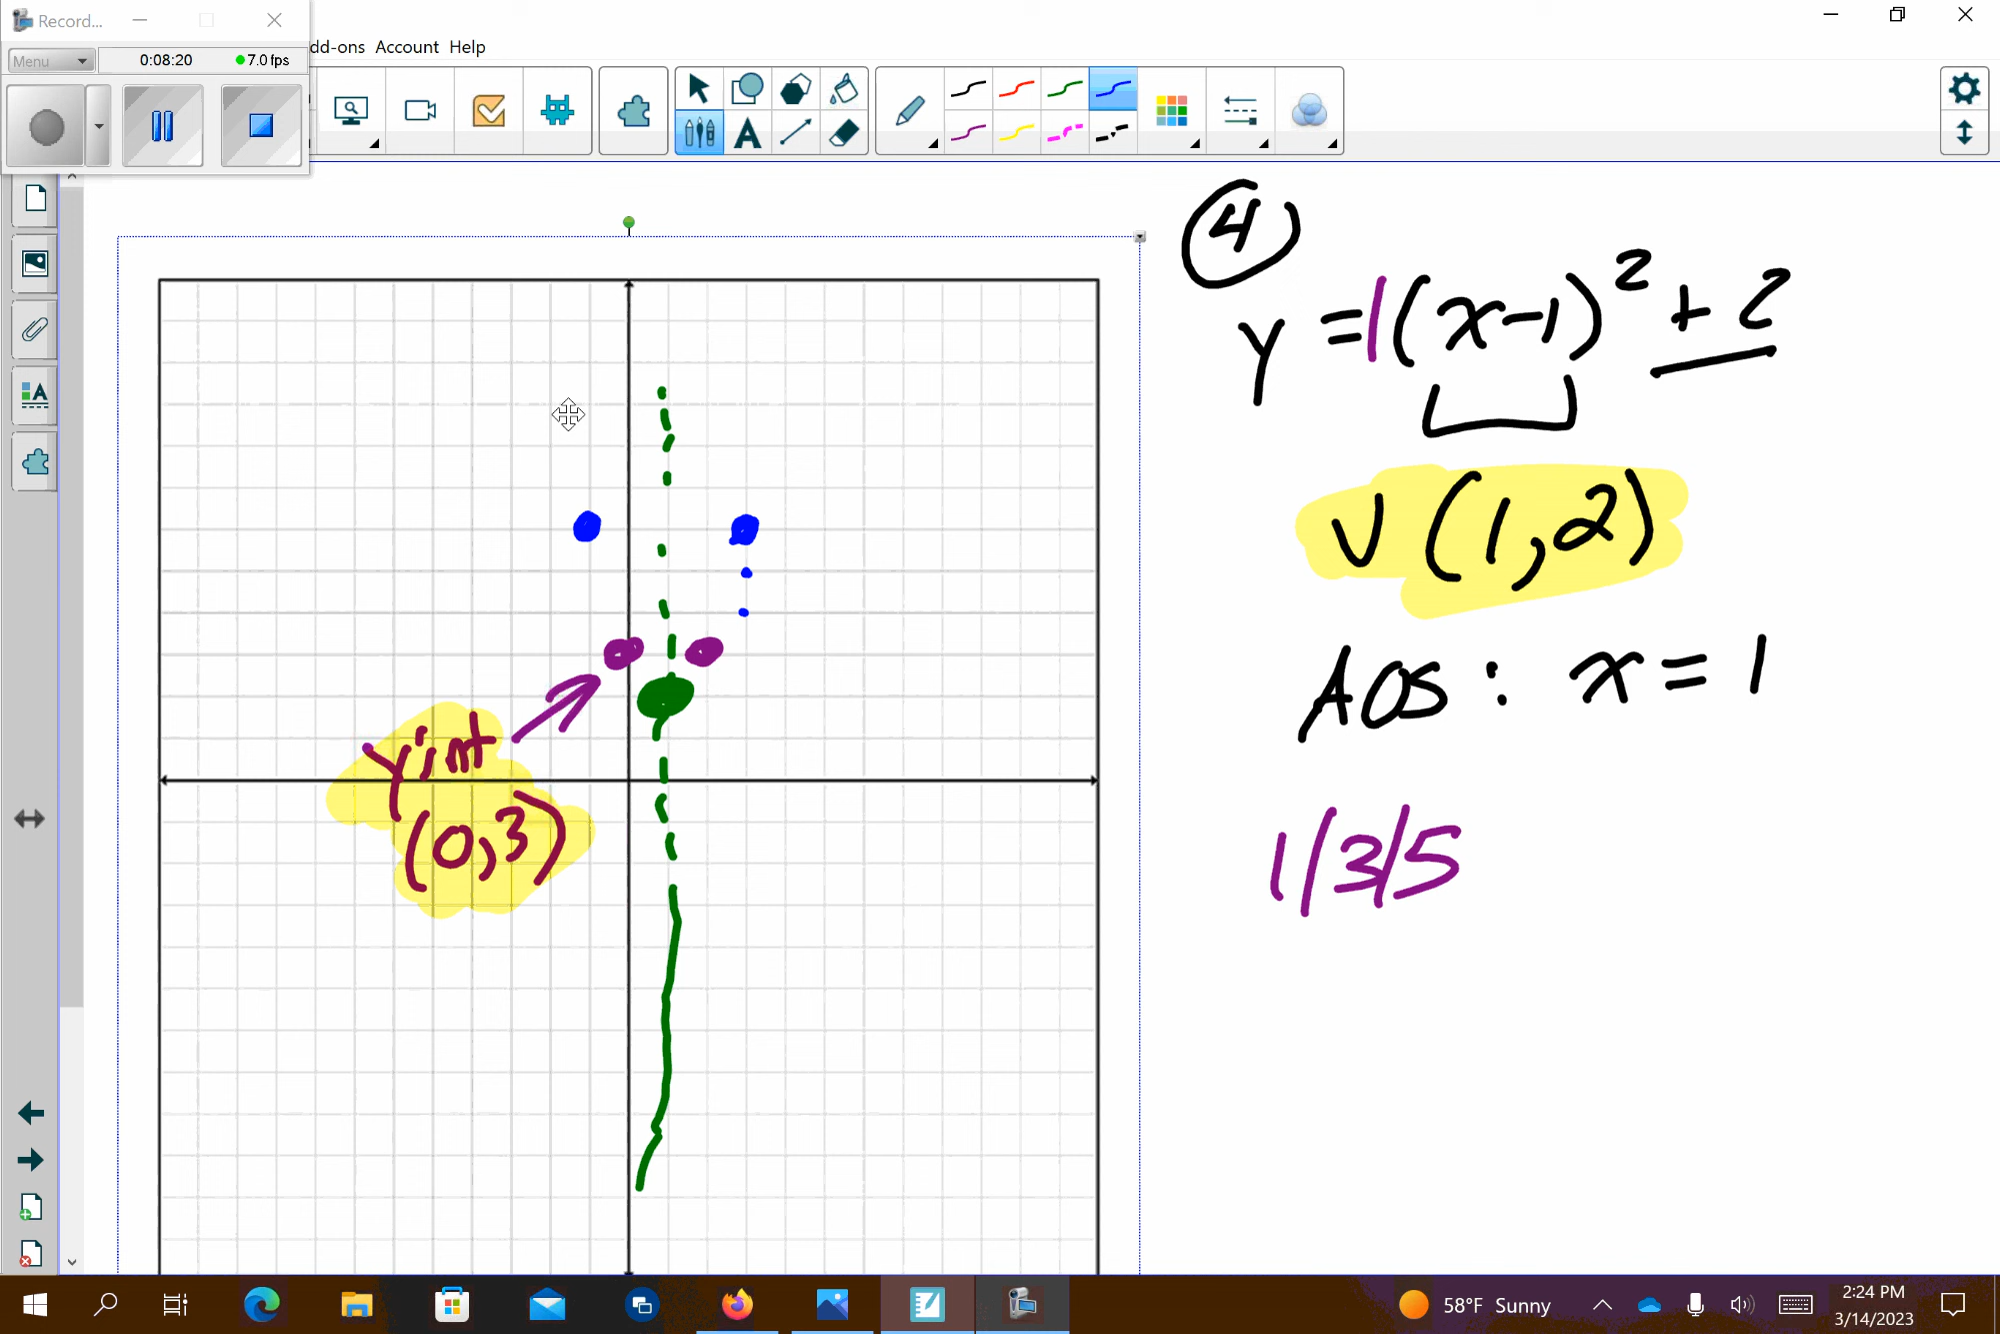 Record...
Menu
0:08:20
7.0 fps
dd-ons Account Help
A
A
4
y = 1(x-1)² + 2
V (1,2)
AOS : x = 1
1/3/5
y int
(0,3)
58°F Sunny
2:24 PM
3/14/2023